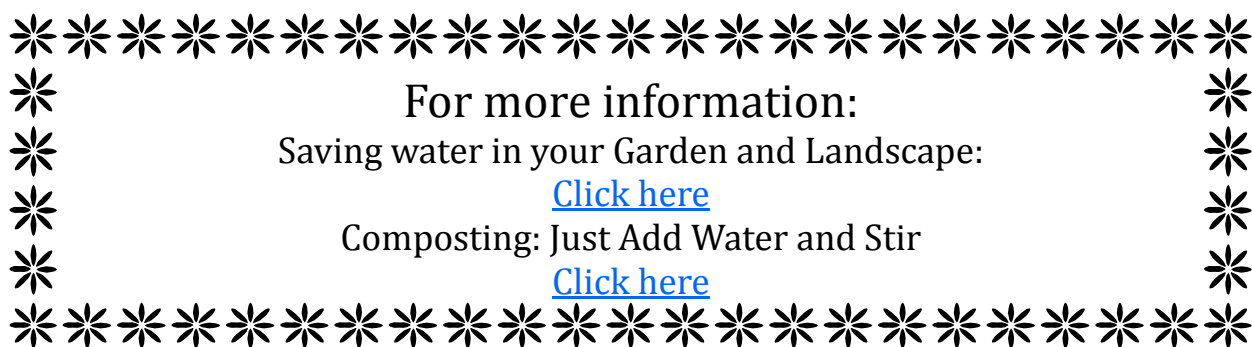 For more information:
Saving water in your Garden and Landscape:
Click here
Composting: Just Add Water and Stir
Click here